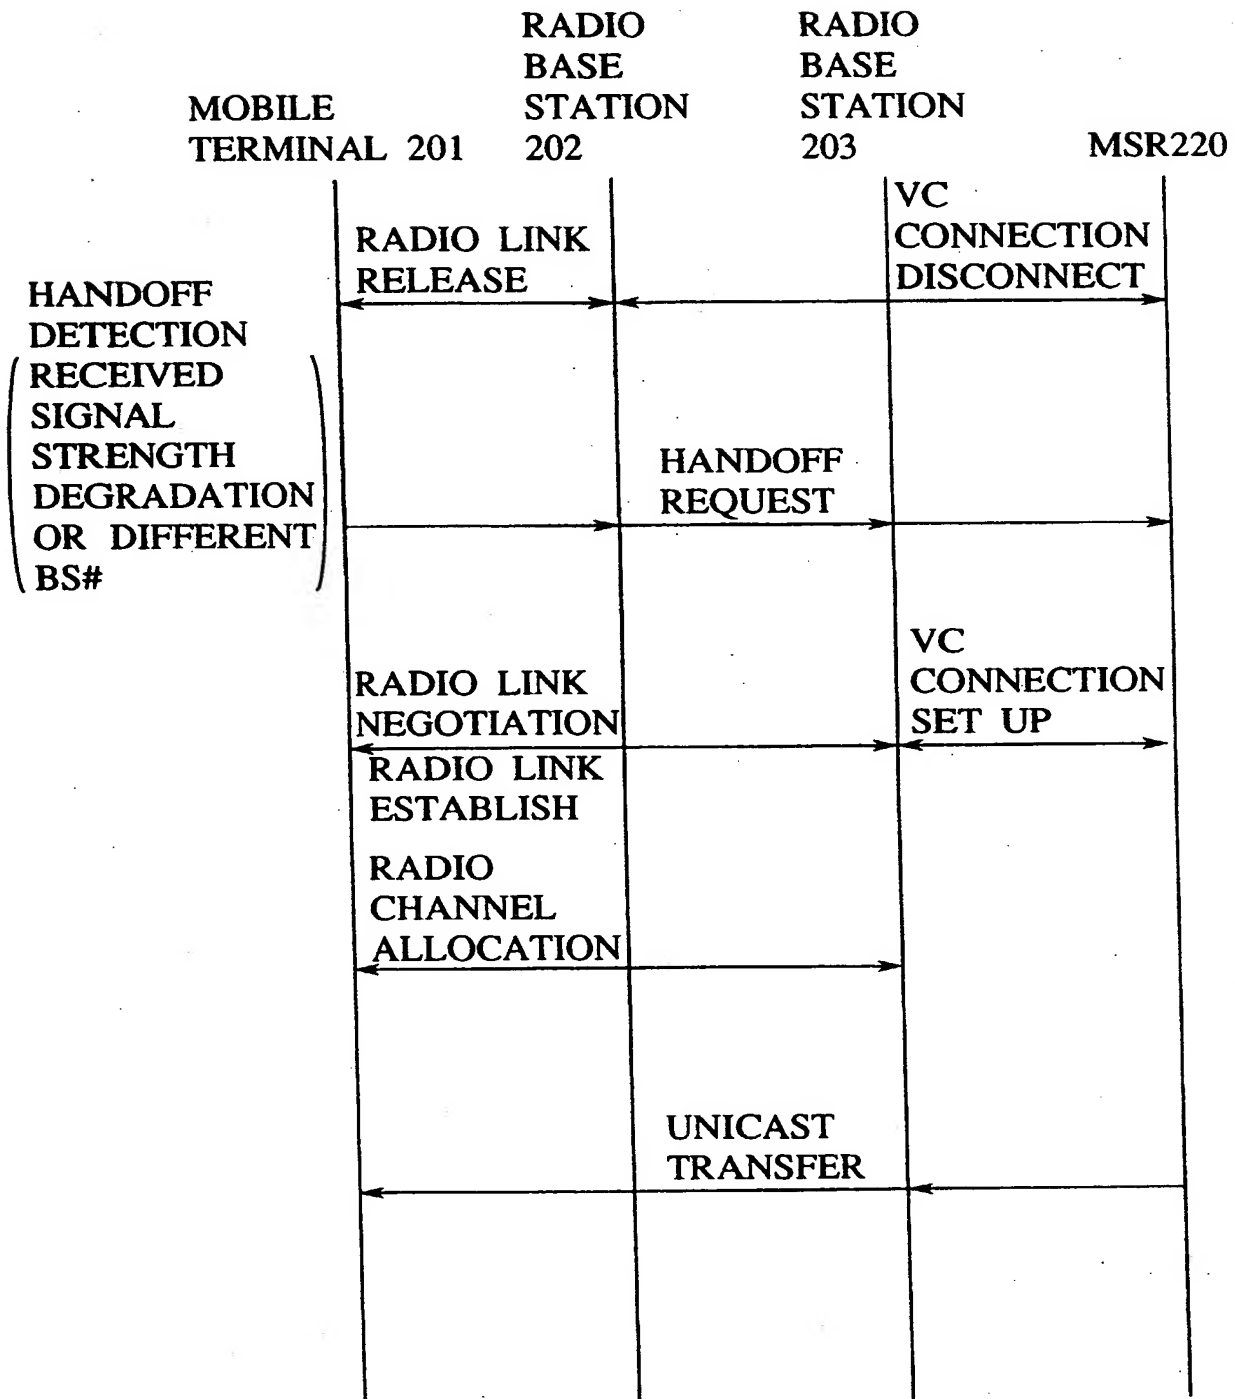 RADIO
BASE
STATION
202
RADIO
BASE
STATION
203
MOBILE
TERMINAL 201
MSR220
RADIO LINK
RELEASE
VC
CONNECTION
DISCONNECT
HANDOFF
DETECTION
RECEIVED
SIGNAL
STRENGTH
DEGRADATION
OR DIFFERENT
BS#
HANDOFF
REQUEST
RADIO LINK
NEGOTIATION
VC
CONNECTION
SET UP
RADIO LINK
ESTABLISH
RADIO
CHANNEL
ALLOCATION
UNICAST
TRANSFER